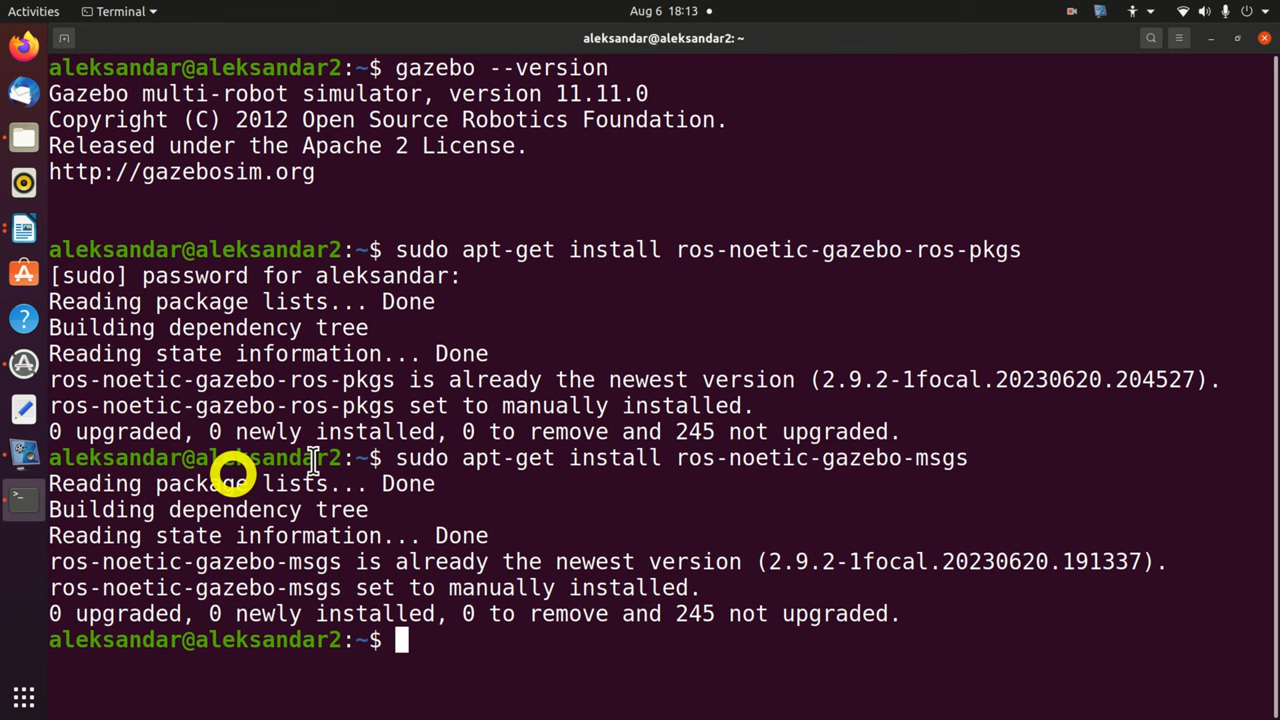 Activities
Terminal
Aug 6 18:13
aleksandar@aleksandar2: ~
aleksandar@aleksandar2:~$ gazebo --version
Gazebo multi-robot simulator, version 11.11.0
Copyright (C) 2012 Open Source Robotics Foundation.
Released under the Apache 2 License.
http://gazebosim.org
aleksandar@aleksandar2:~$ sudo apt-get install ros-noetic-gazebo-ros-pkgs
[sudo] password for aleksandar:
Reading package lists... Done
Building dependency tree
Reading state information... Done
ros-noetic-gazebo-ros-pkgs is already the newest version (2.9.2-1focal.20230620.204527).
ros-noetic-gazebo-ros-pkgs set to manually installed.
0 upgraded, 0 newly installed, 0 to remove and 245 not upgraded.
aleksandar@aleksandar2:~$ sudo apt-get install ros-noetic-gazebo-msgs
Reading package lists... Done
Building dependency tree
Reading state information... Done
ros-noetic-gazebo-msgs is already the newest version (2.9.2-1focal.20230620.191337).
ros-noetic-gazebo-msgs set to manually installed.
0 upgraded, 0 newly installed, 0 to remove and 245 not upgraded.
aleksandar@aleksandar2:~$